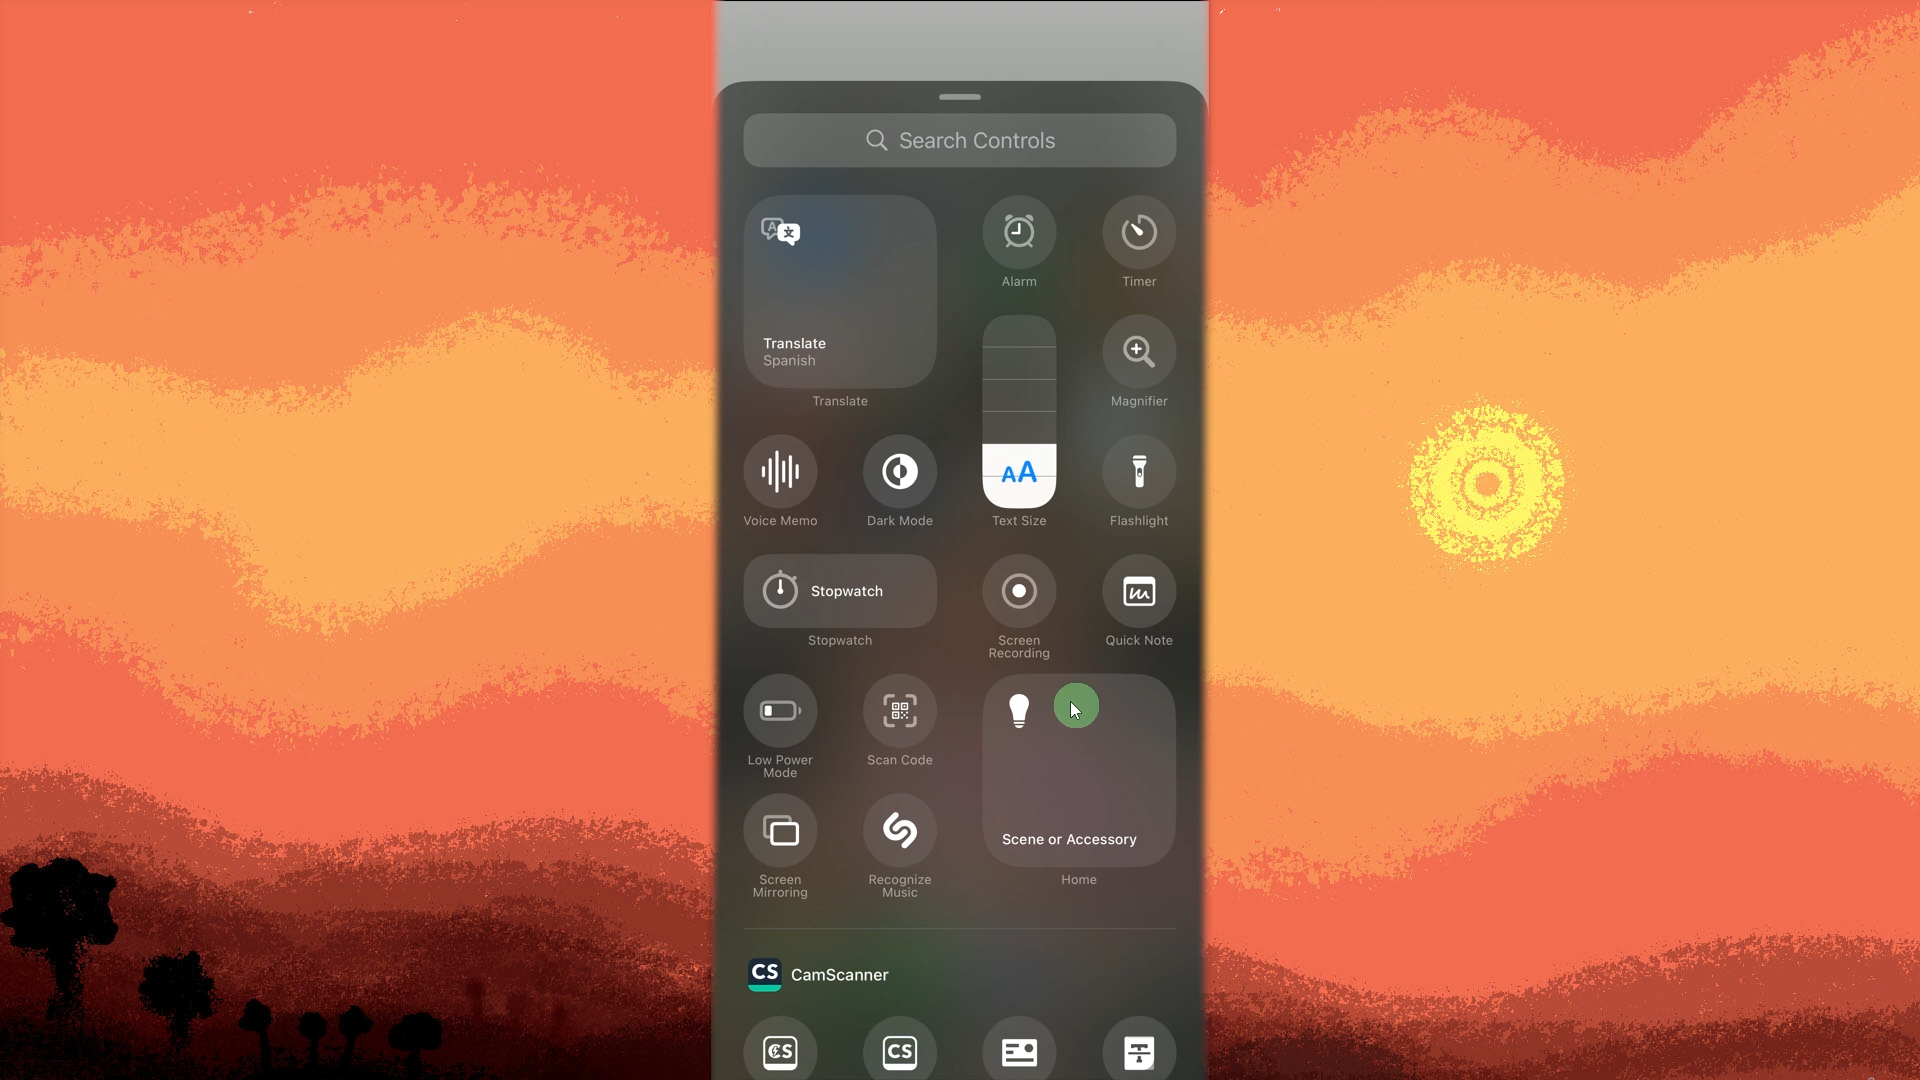 Search Controls
Alarm
Timer
Translate
Spanish
Translate
Magnifier
AA
Voice Memo
Dark Mode
Text Size
Flashlight
Stopwatch
Stopwatch
Screen
Recording
Quick Note
Low Power
Mode
Scan Code
Scene or Accessory
Screen
Mirroring
Recognize
Music
Home
CS CamScanner
CS
CS